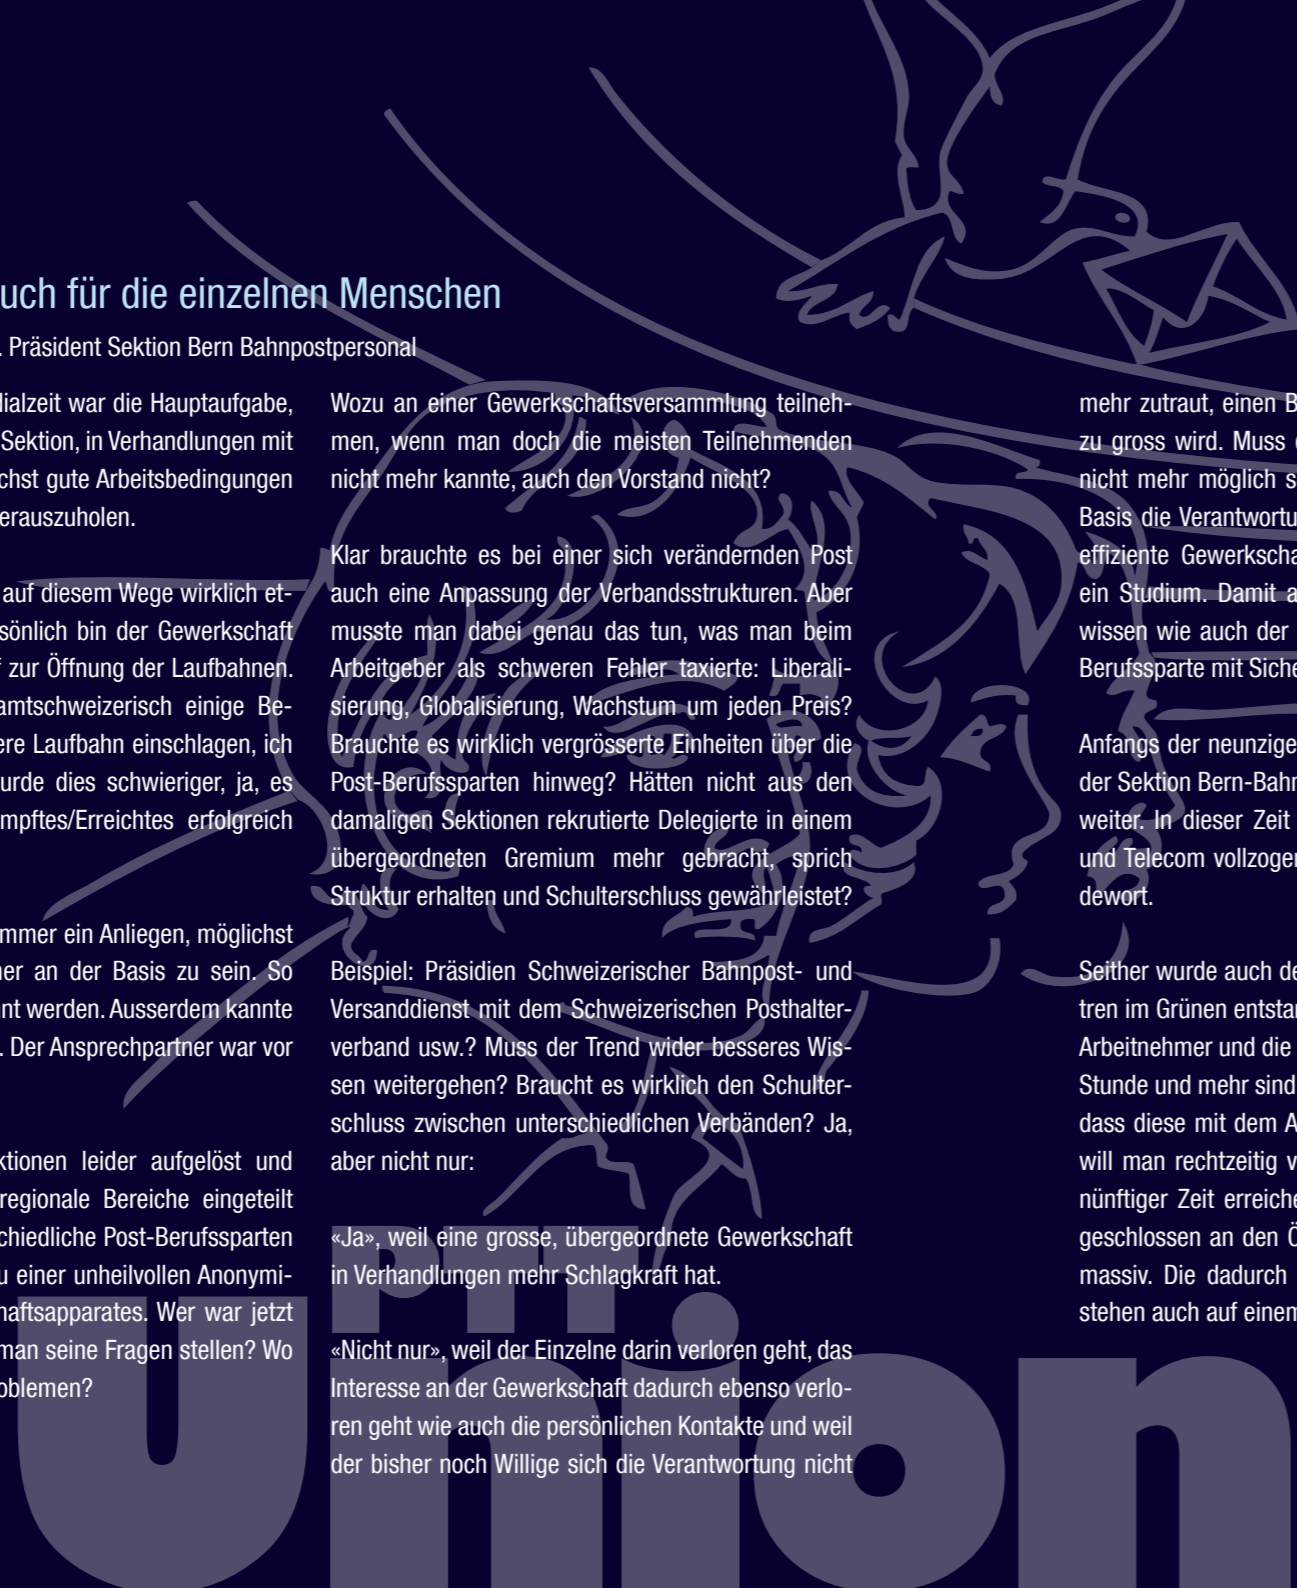 uch für die einzelnen Menschen
. Präsident Sektion Bern Bahnpostpersonal
dialzeit war die Hauptaufgabe,
Sektion, in Verhandlungen mit
chst gute Arbeitsbedingungen
erauszuholen.
auf diesem Wege wirklich et-
sönlich bin der Gewerkschaft
f zur Öffnung der Laufbahnen.
amtschweizerisch einige Be-
ere Laufbahn einschlagen, ich
urde dies schwieriger, ja, es
mpftes/Erreichtes erfolgreich
mmer ein Anliegen, möglichst
ner an der Basis zu sein. So
nt werden. Ausserdem kannte
. Der Ansprechpartner war vor
ktionen leider aufgelöst und
regionale Bereiche eingeteilt
chiedliche Post-Berufssparten
u einer unheilvollen Anonymi-
haftsapparates. Wer war jetzt
man seine Fragen stellen? Wo
oblemen?
Wozu an einer Gewerkschaftsversammlung teilneh-
men, wenn man doch die meisten Teilnehmenden
nicht mehr kannte, auch den Vorstand nicht?
Klar brauchte es bei einer sich verändernden Post
auch eine Anpassung der Verbandsstrukturen. Aber
musste man dabei genau das tun, was man beim
Arbeitgeber als schweren Fehler taxierte: Liberali-
sierung, Globalisierung, Wachstum um jeden Preis?
Brauchte es wirklich vergrösserte Einheiten über die
Post-Berufssparten hinweg? Hätten nicht aus den
damaligen Sektionen rekrutierte Delegierte in einem
übergeordneten Gremium mehr gebracht, sprich
Struktur erhalten und Schulterschluss gewährleistet?
Beispiel: Präsidien Schweizerischer Bahnpost- und
Versanddienst mit dem Schweizerischen Posthalter-
verband usw.? Muss der Trend wider besseres Wis-
sen weitergehen? Braucht es wirklich den Schulter-
schluss zwischen unterschiedlichen Verbänden? Ja,
aber nicht nur:
«Ja», weil eine grosse, übergeordnete Gewerkschaft
in Verhandlungen mehr Schlagkraft hat.
«Nicht nur», weil der Einzelne darin verloren geht, das
Interesse an der Gewerkschaft dadurch ebenso verlo-
ren geht wie auch die persönlichen Kontakte und weil
der bisher noch Willige sich die Verantwortung nicht
mehr zutraut, einen B
zu gross wird. Muss
nicht mehr möglich s
Basis die Verantwortu
effiziente Gewerkscha
ein Studium. Damit a
wissen wie auch der
Berufssparte mit Siche
Anfangs der neunzige
der Sektion Bern-Bahn
weiter. In dieser Zeit
und Telecom vollzogen
dewort.
Seither wurde auch de
tren im Grünen entstan
Arbeitnehmer und die
Stunde und mehr sind
dass diese mit dem A
will man rechtzeitig v
nünftiger Zeit erreiche
geschlossen an den Ö
massiv. Die dadurch
stehen auch auf einem
PTT
Union